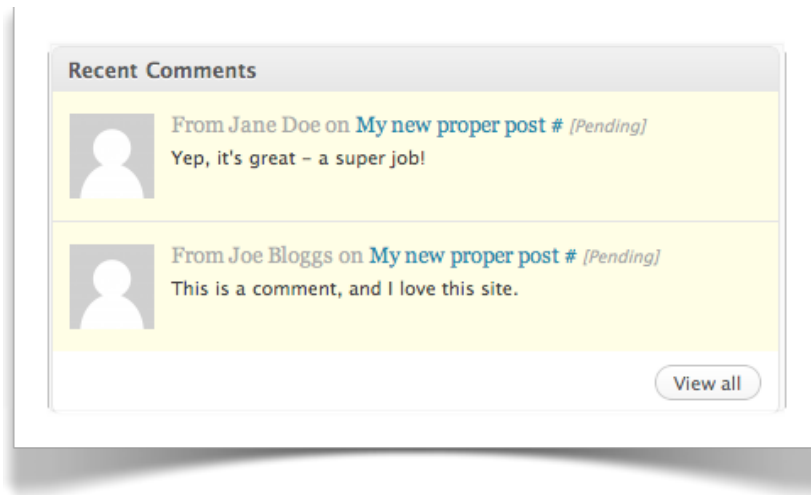 Recent Comments
From Jane Doe on My new proper post # [Pending]
Yep, it's great – a super job!
From Joe Bloggs on My new proper post # [Pending]
This is a comment, and I love this site.
View all